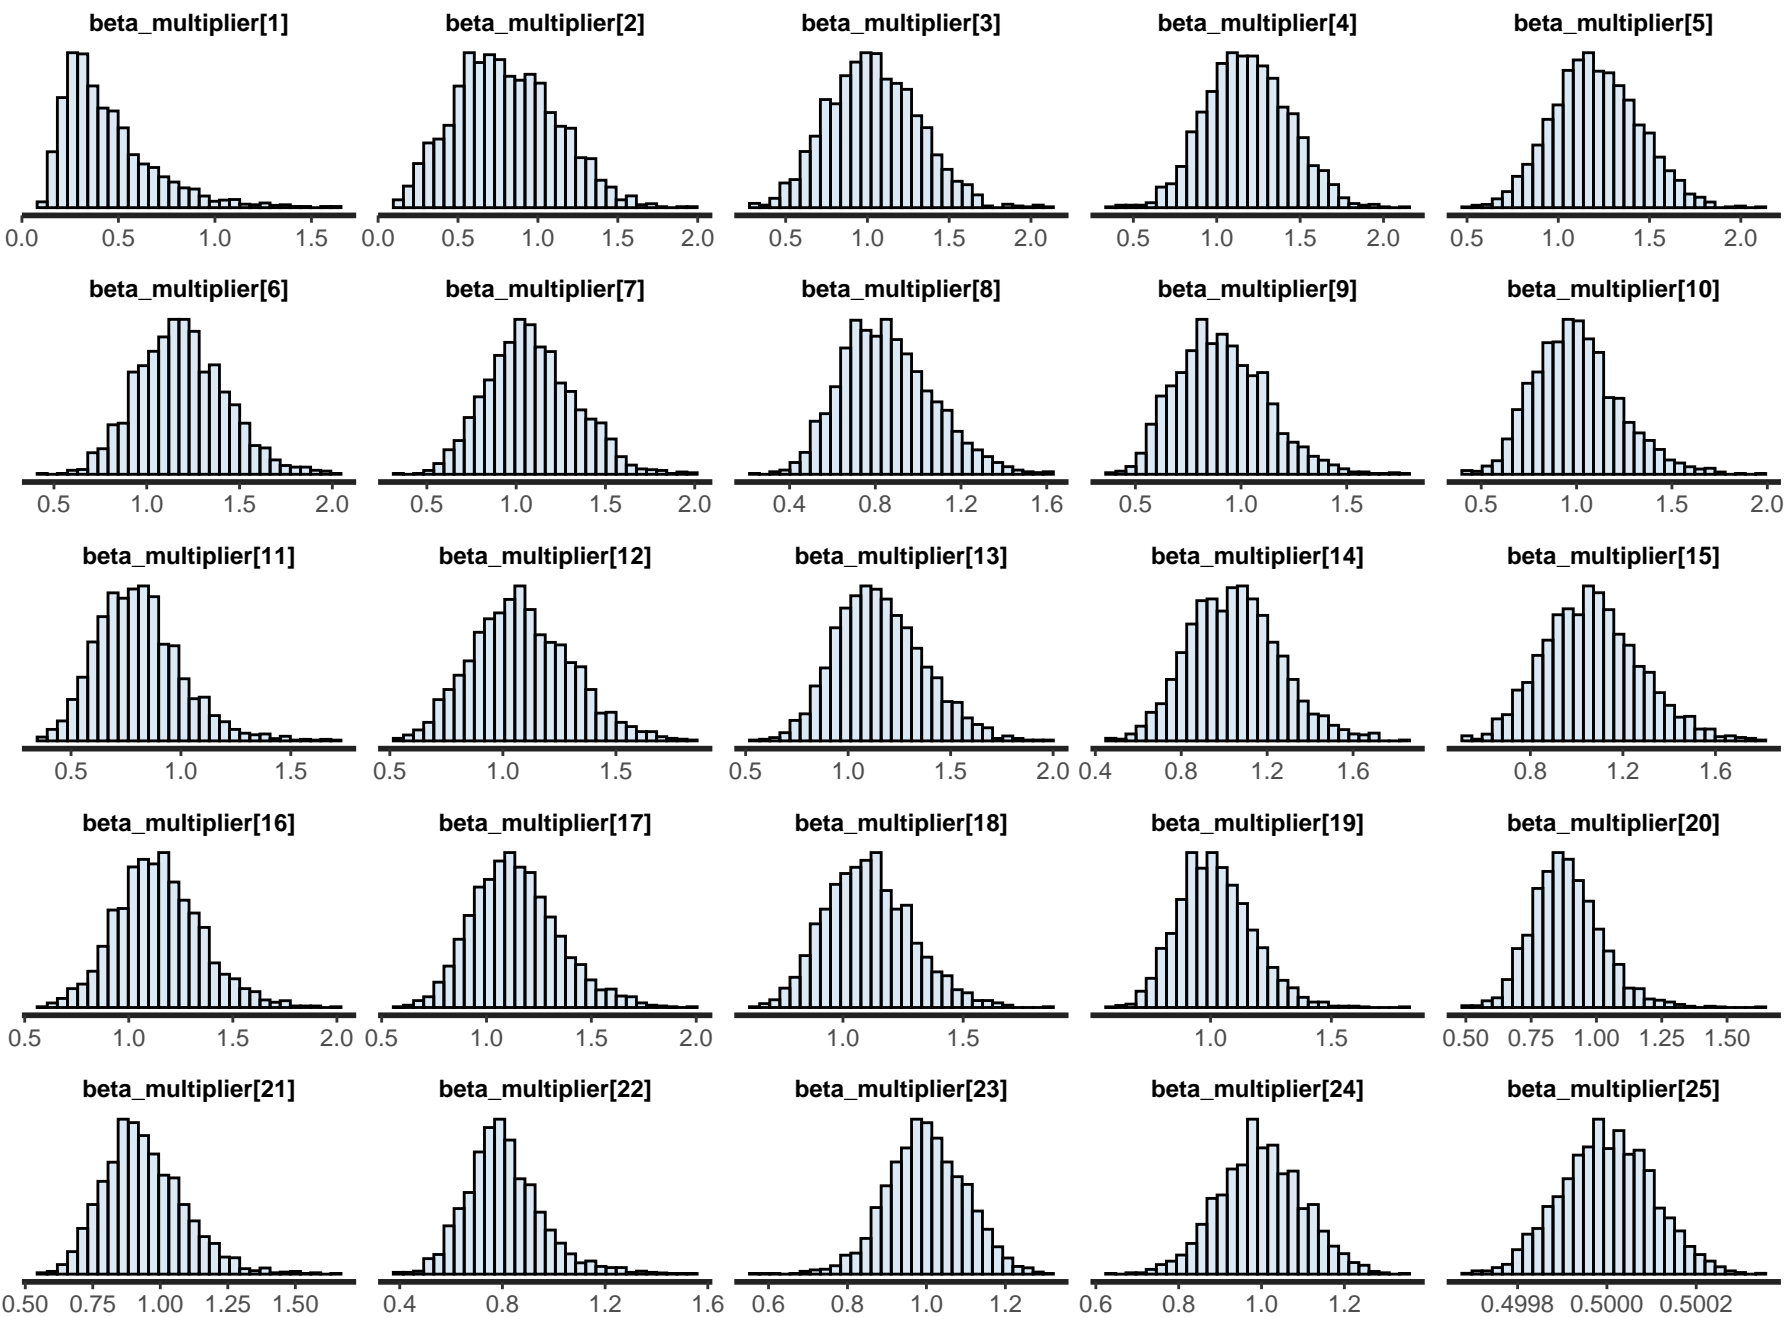 beta_multiplier[1] beta_multiplier[2] beta_multiplier[3] beta_multiplier[4] beta_multiplier[5]
0.0 0.5 1.0 1.5 0.0 0.5 1.0 1.5 2.0 0.5 1.0 1.5 2.0 0.5 1.0 1.5 2.0 0.5 1.0 1.5 2.0
beta_multiplier[6] beta_multiplier[7] beta_multiplier[8] beta_multiplier[9] beta_multiplier[10]
0.5 1.0 1.5 2.0 0.5 1.0 1.5 2.0 0.4 0.8 1.2 1.6 0.5 1.0 1.5 0.5 1.0 1.5 2.0
beta_multiplier[11] beta_multiplier[12] beta_multiplier[13] beta_multiplier[14] beta_multiplier[15]
0.5 1.0 1.5 0.5 1.0 1.5 0.5 1.0 1.5 2.0 0.4 0.8 1.2 1.6 0.8 1.2 1.6
beta_multiplier[16] beta_multiplier[17] beta_multiplier[18] beta_multiplier[19] beta_multiplier[20]
0.5 1.0 1.5 2.0 0.5 1.0 1.5 2.0 1.0 1.5 1.0 1.5 0.50 0.75 1.00 1.25 1.50
beta_multiplier[21] beta_multiplier[22] beta_multiplier[23] beta_multiplier[24] beta_multiplier[25]
0.50 0.75 1.00 1.25 1.50 0.4 0.8 1.2 1.6 0.6 0.8 1.0 1.2 0.6 0.8 1.0 1.2 0.4998 0.5000 0.5002